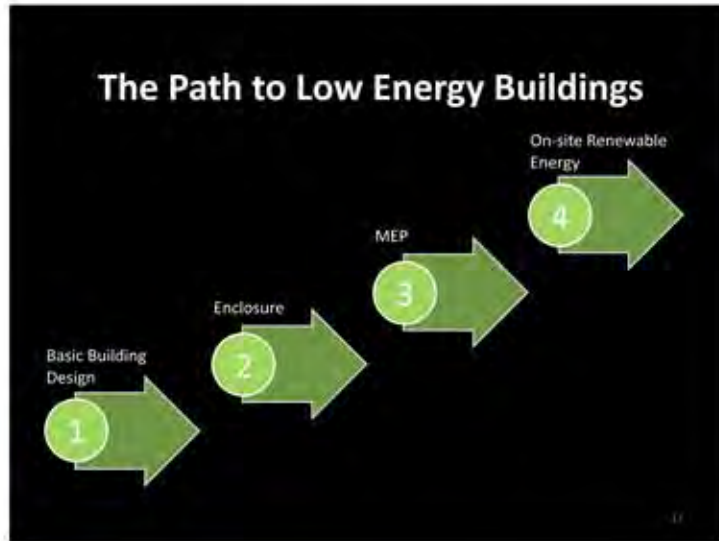 The Path to Low Energy Buildings
On-site Renewable
Energy
4
MEP
3
Enclosure
2
Basic Building
Design
1